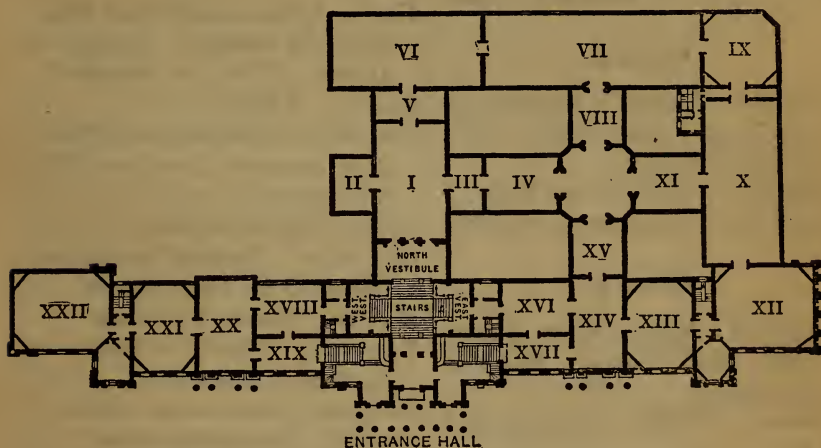 VI
VII
IX
V
VIII
II
I
III
IV
XI
X
NORTH
VESTIBULE
XV
XXII
XXI
XX
XVIII
WEST
VEST.
STAIRS
EAST
VEST.
XVI
XIV
XIII
XII
XIX
XVII
ENTRANCE HALL